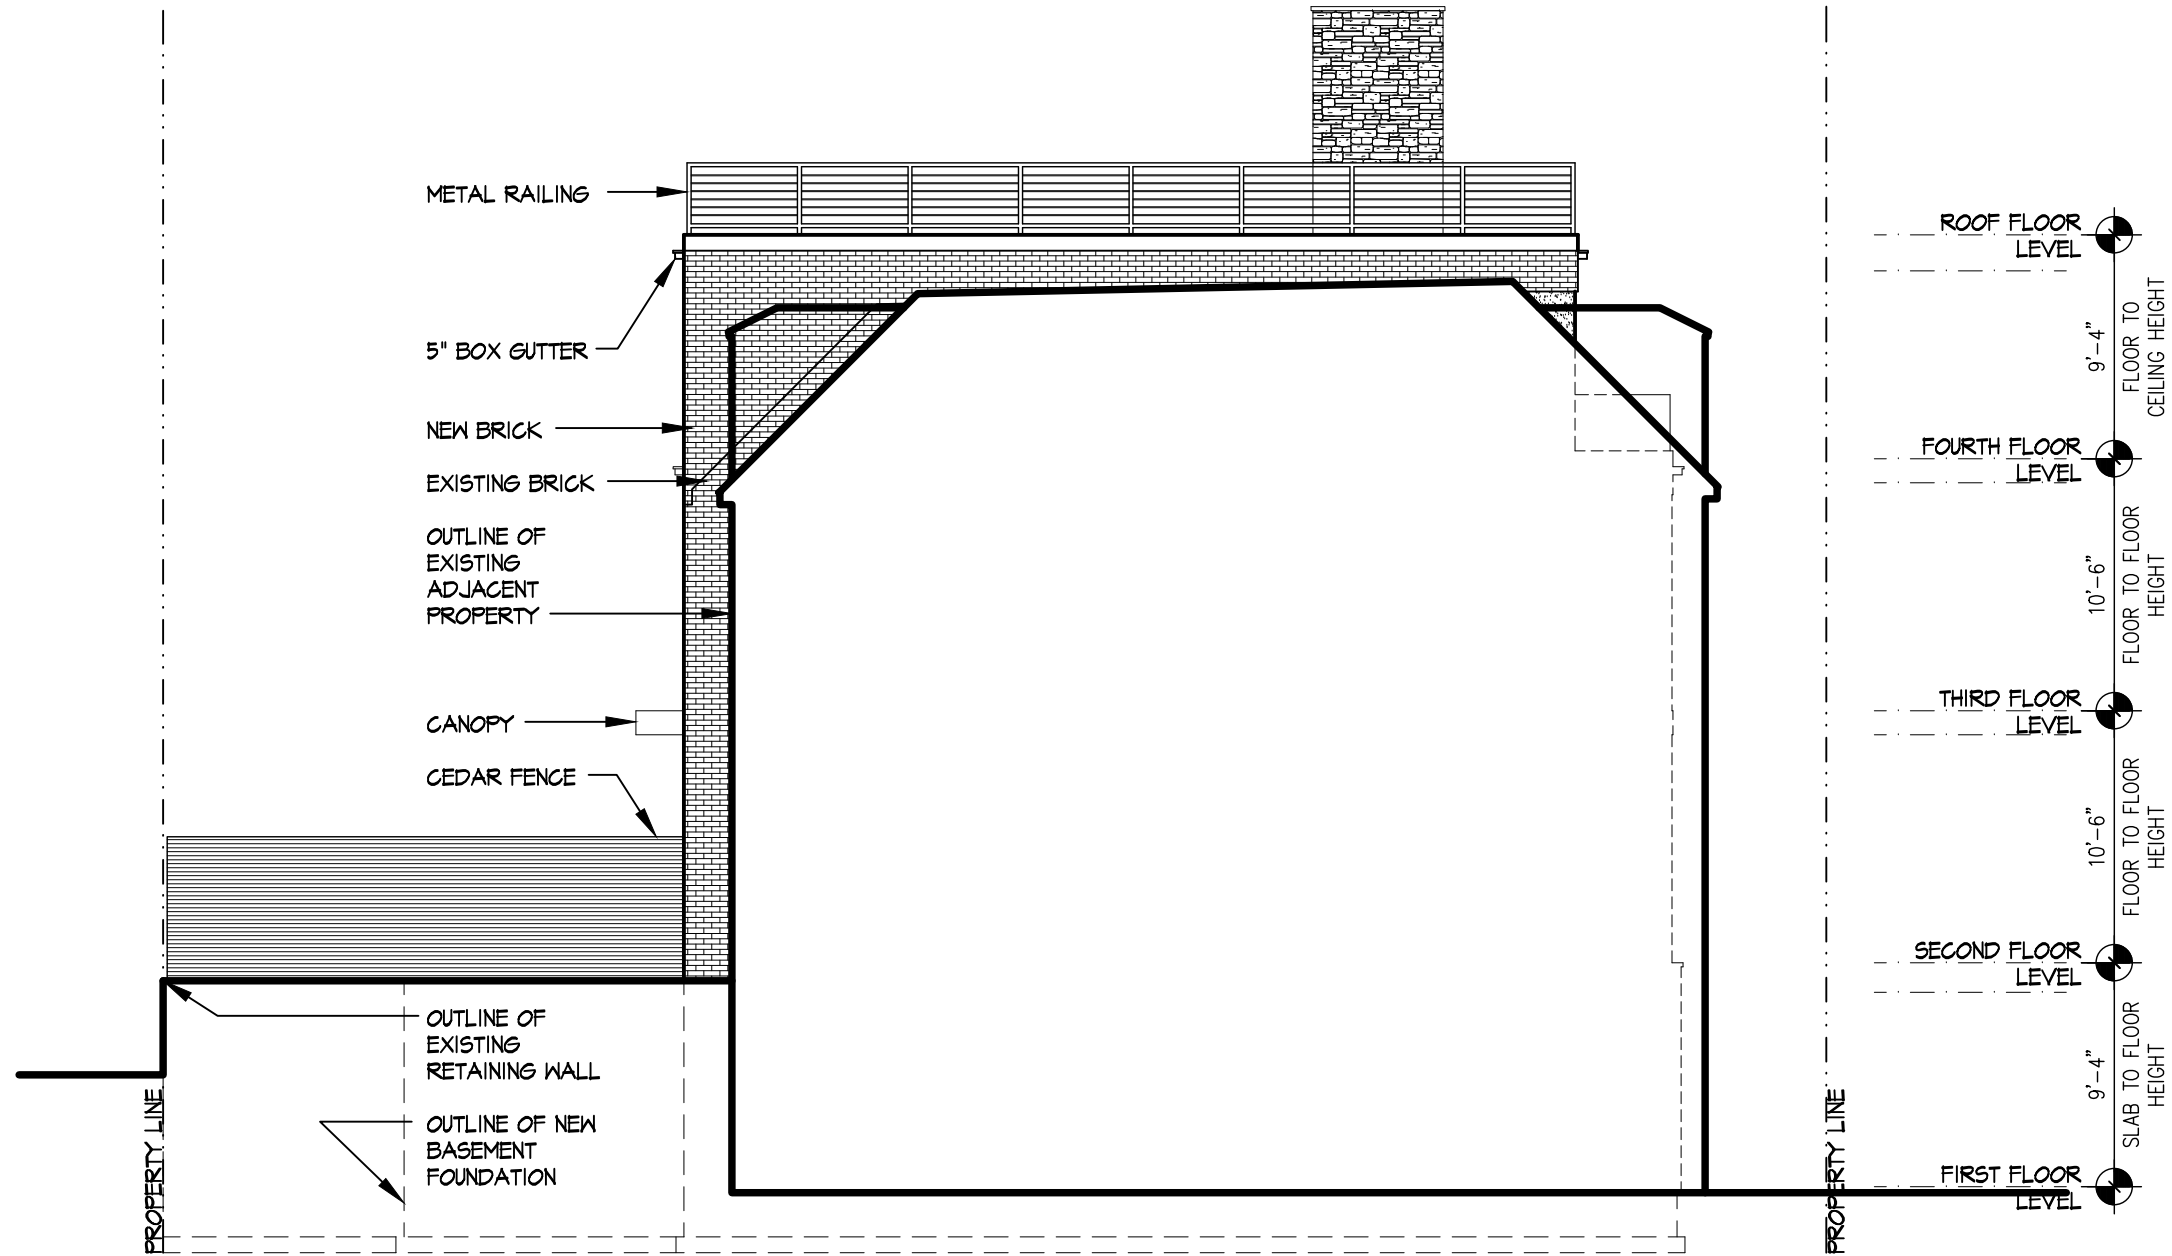 METAL RAILING
5" BOX GUTTER
NEW BRICK
EXISTING BRICK
OUTLINE OF
EXISTING
ADJACENT
PROPERTY
CANOPY
CEDAR FENCE
OUTLINE OF
EXISTING
RETAINING WALL
OUTLINE OF NEW
BASEMENT
FOUNDATION
PROPERTY LINE
PROPERTY LINE
ROOF FLOOR
LEVEL
9'-4"
FLOOR TO
CEILING HEIGHT
FOURTH FLOOR
LEVEL
10'-6"
FLOOR TO FLOOR
HEIGHT
THIRD FLOOR
LEVEL
10'-6"
FLOOR TO FLOOR
HEIGHT
SECOND FLOOR
LEVEL
9'-4"
SLAB TO FLOOR
HEIGHT
FIRST FLOOR
LEVEL